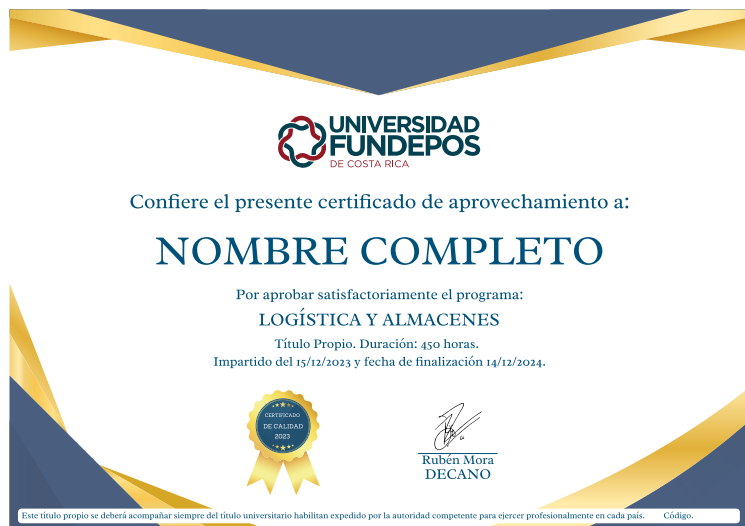 UNIVERSIDAD
FUNDEPOS
DE COSTA RICA
Confiere el presente certificado de aprovechamiento a:
NOMBRE COMPLETO
Por aprobar satisfactoriamente el programa:
LOGÍSTICA Y ALMACENES
Título Propio. Duración: 450 horas.
Impartido del 15/12/2023 y fecha de finalización 14/12/2024.
CERTIFICADO
DE CALIDAD
2023
Rubén Mora
DECANO
Este título propio se deberá acompañar siempre del título universitario habilitan expedido por la autoridad competente para ejercer profesionalmente en cada país. Código.